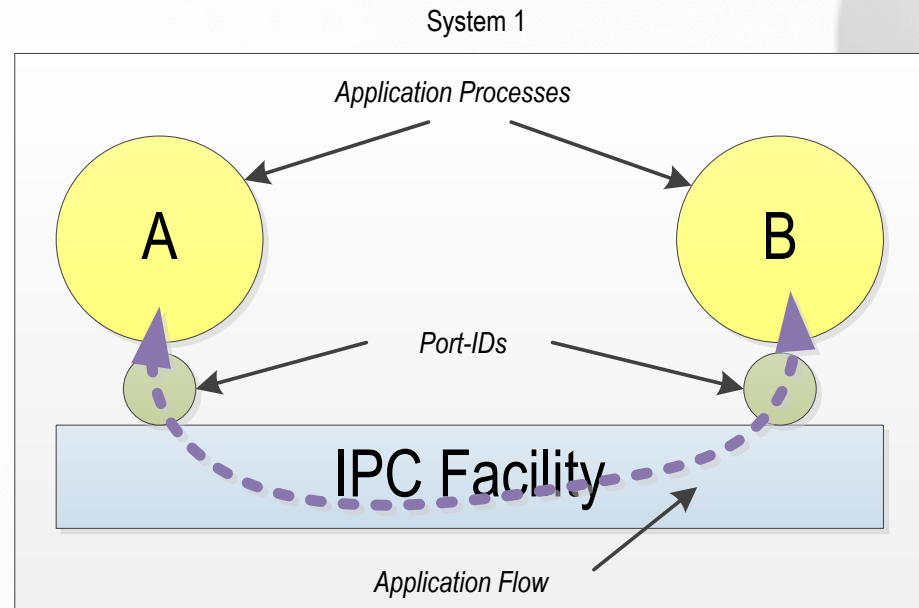 System 1
Application Processes
A
B
Port-IDs
IPC Facility
Application Flow